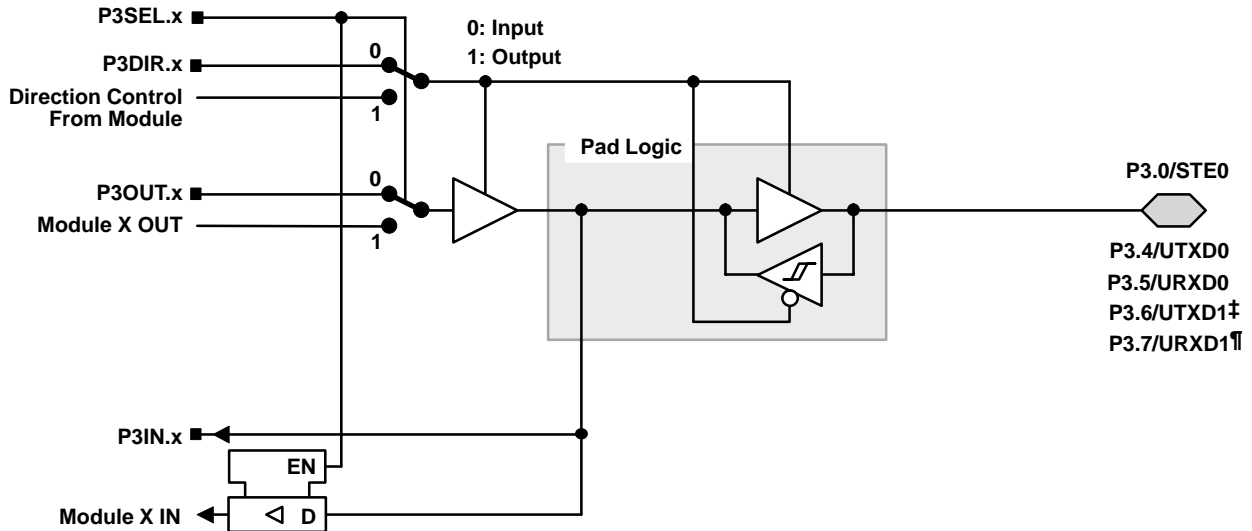 P3SEL.x
0: Input
1: Output
P3DIR.x
0
Direction Control
From Module
1
Pad Logic
P3.0/STE0
P3OUT.x
0
Module X OUT
1
P3.4/UTXD0
P3.5/URXD0
P3.6/UTXD1‡
P3.7/URXD1¶
P3IN.x
EN
Module X IN
D